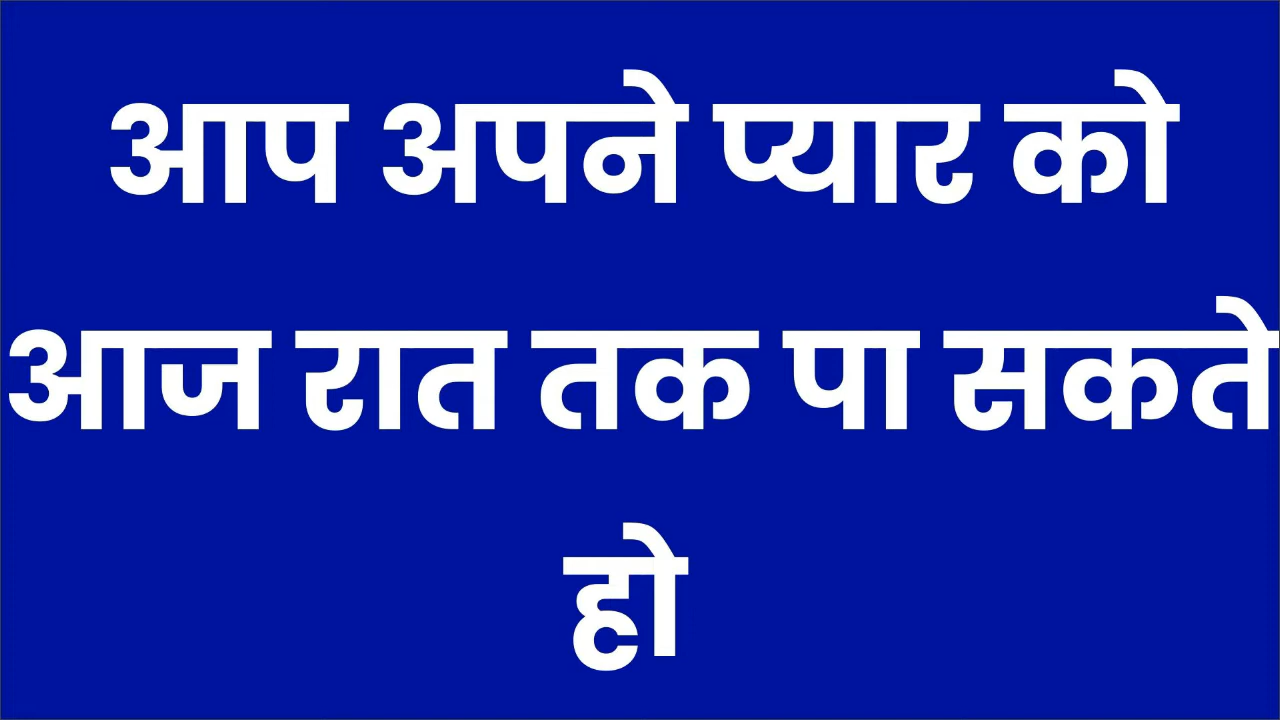 आप अपने प्यार को
आज रात तक पा सकते
हो